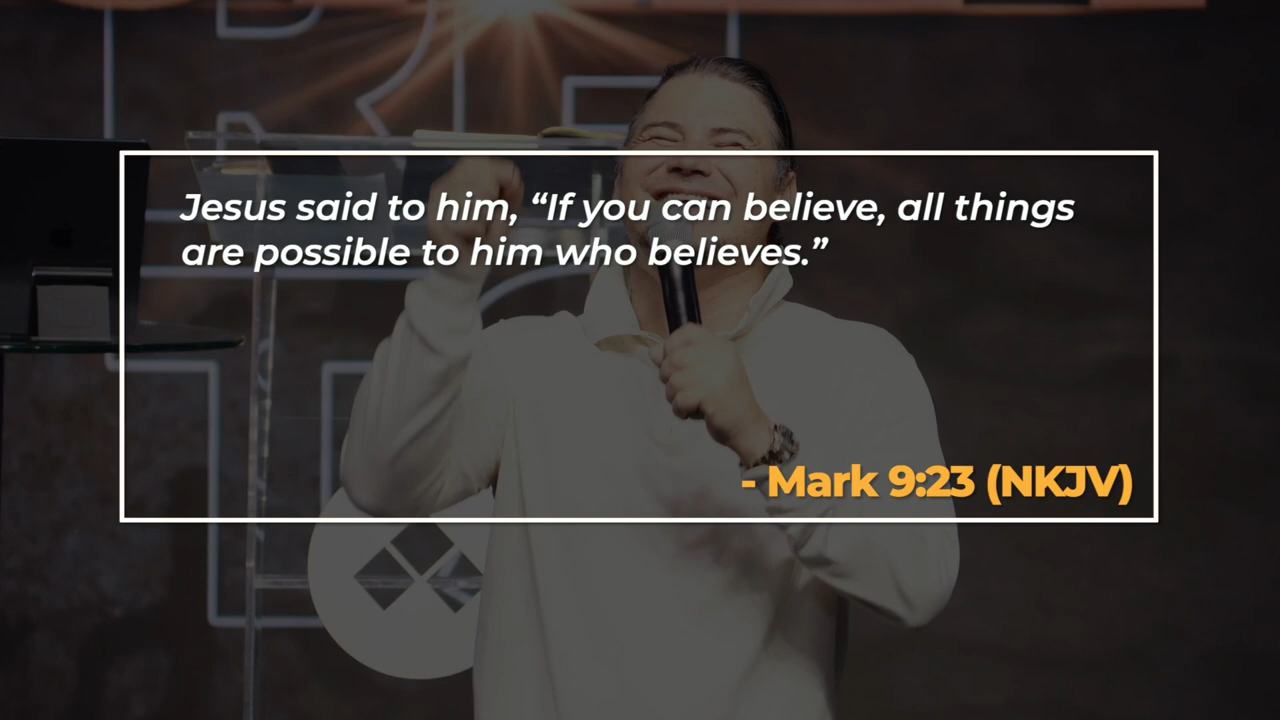 Jesus said to him, “If you can believe, all things
are possible to him who believes.”
- Mark 9:23 (NKJV)